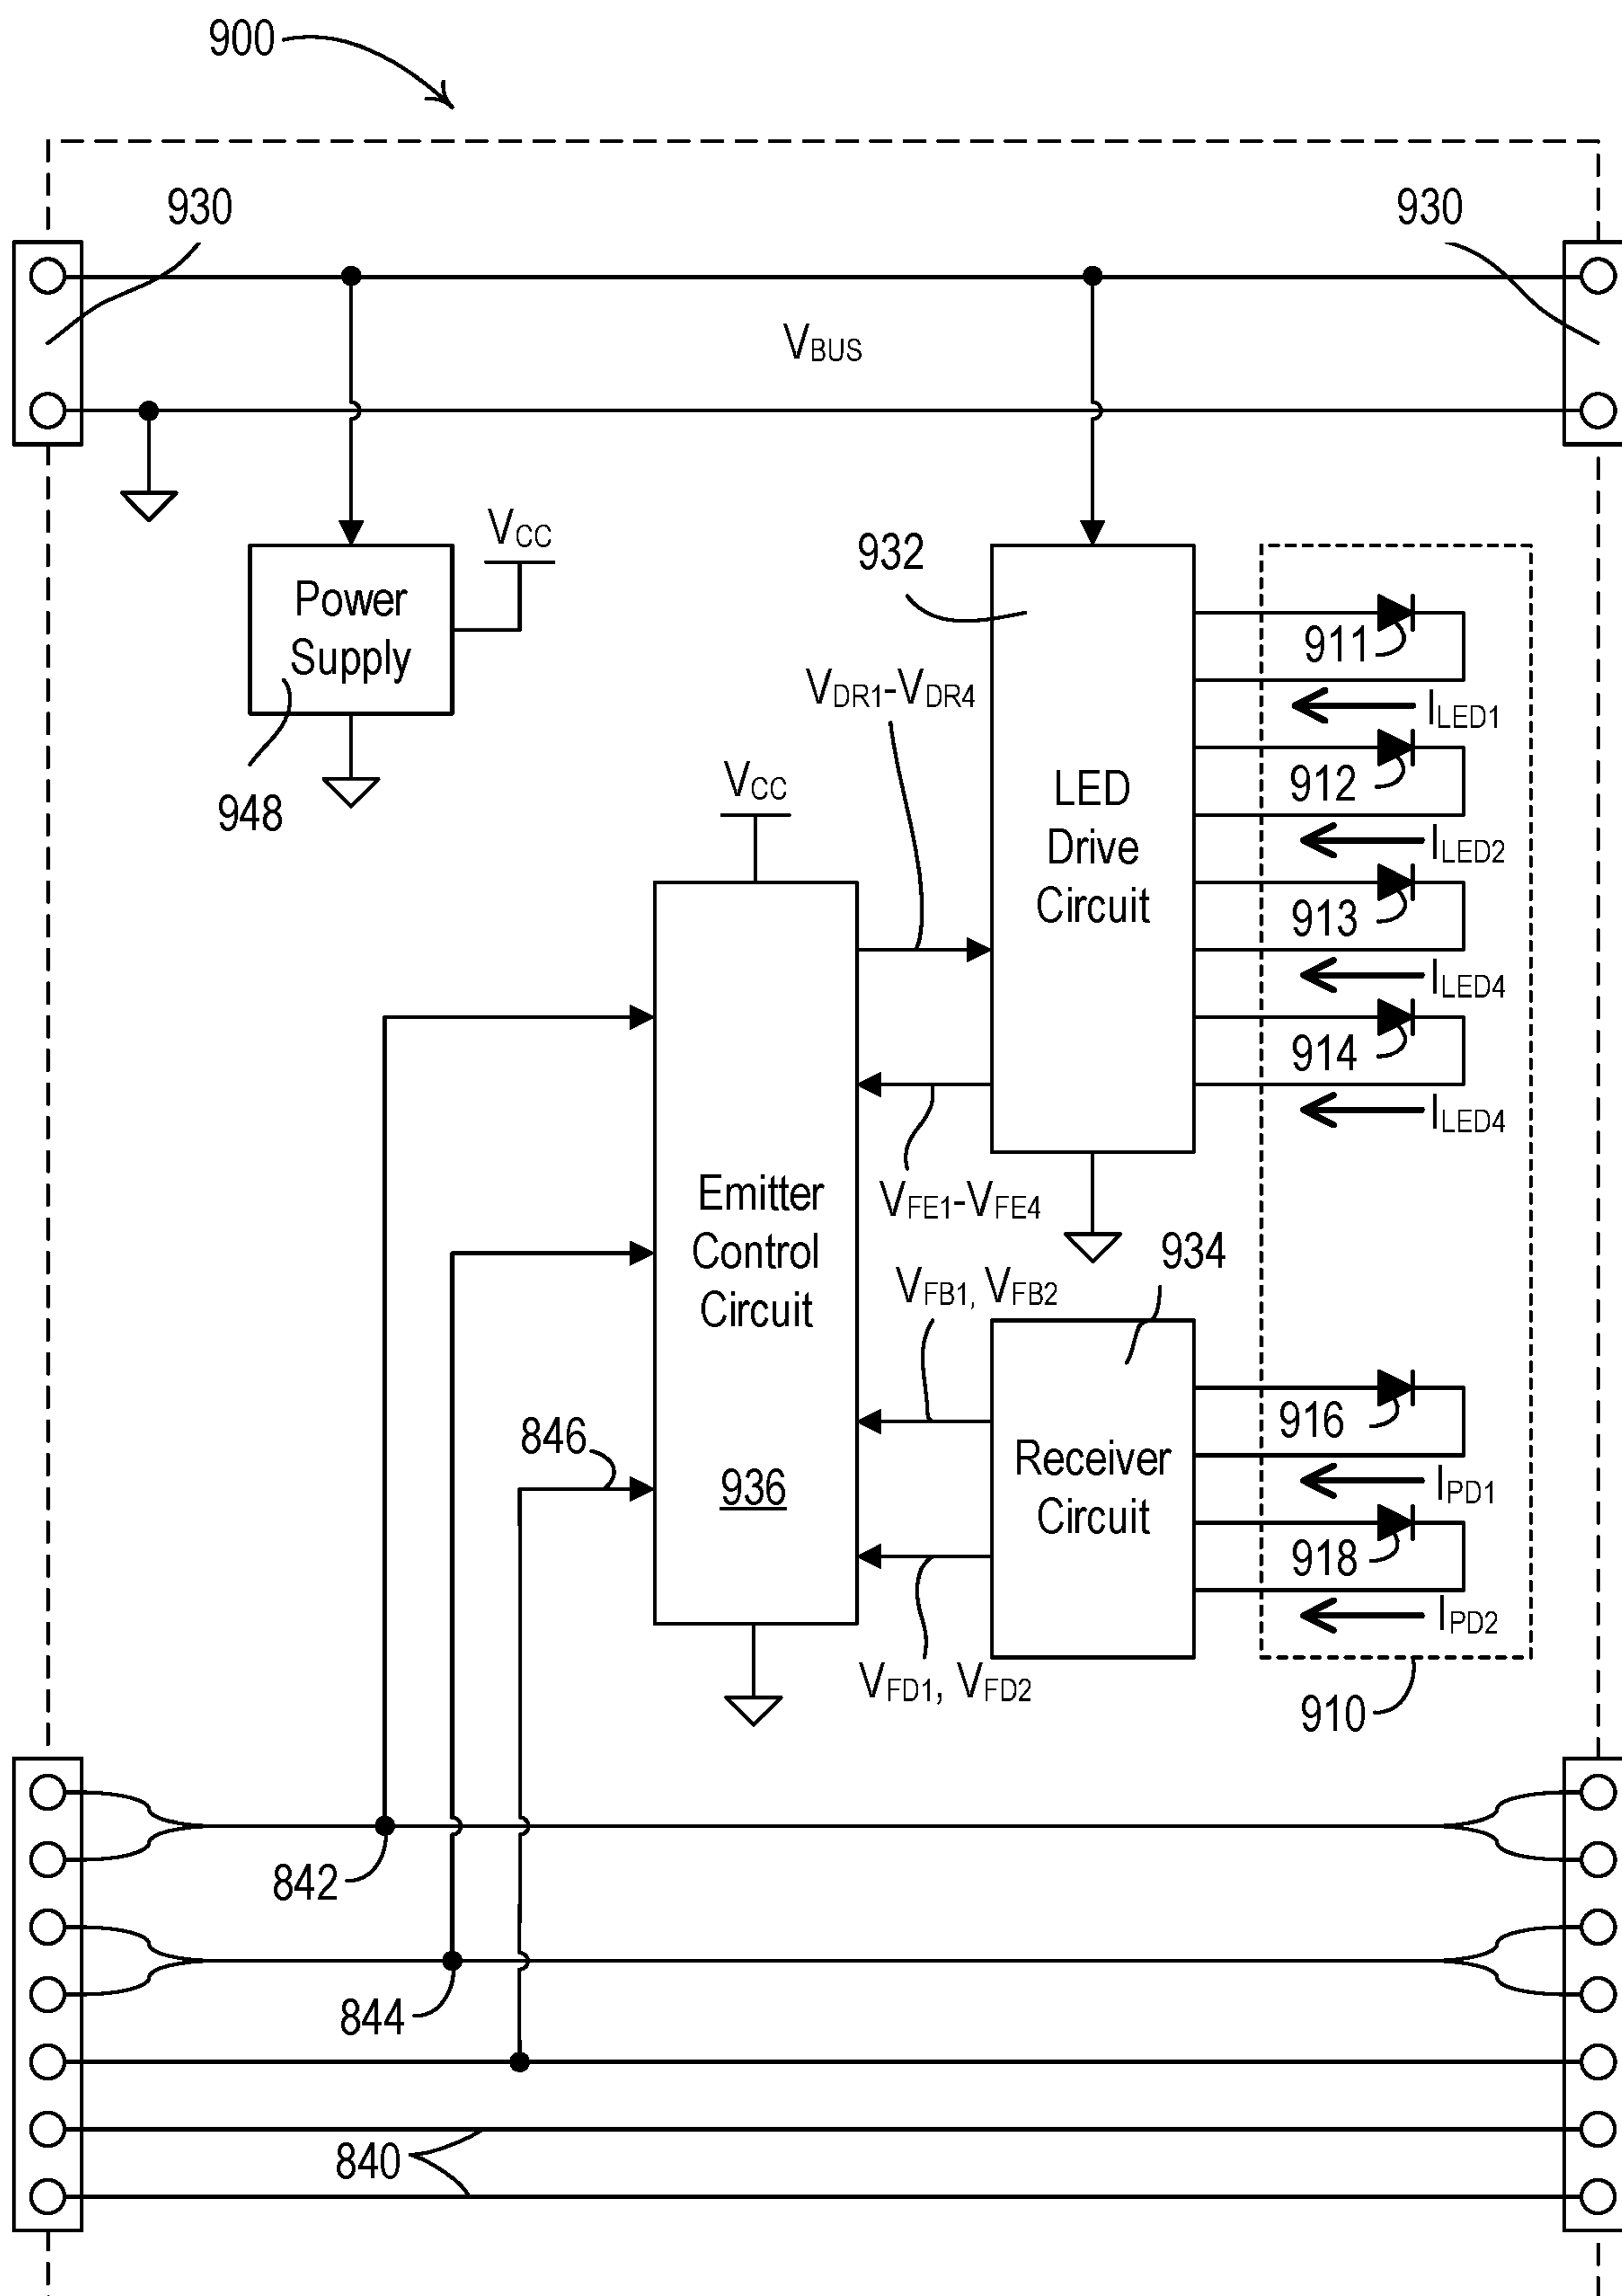 900
930
930
VBUS
VCC
932
Power
Supply
948
VDR1-VDR4
911
ILED1
VCC
912
LED
Drive
Circuit
ILED2
913
ILED4
914
ILED4
VFE1-VFE4
Emitter
Control
Circuit
936
934
VFB1, VFB2
846
Receiver
Circuit
916
IPD1
918
IPD2
VFD1, VFD2
910
842
844
840